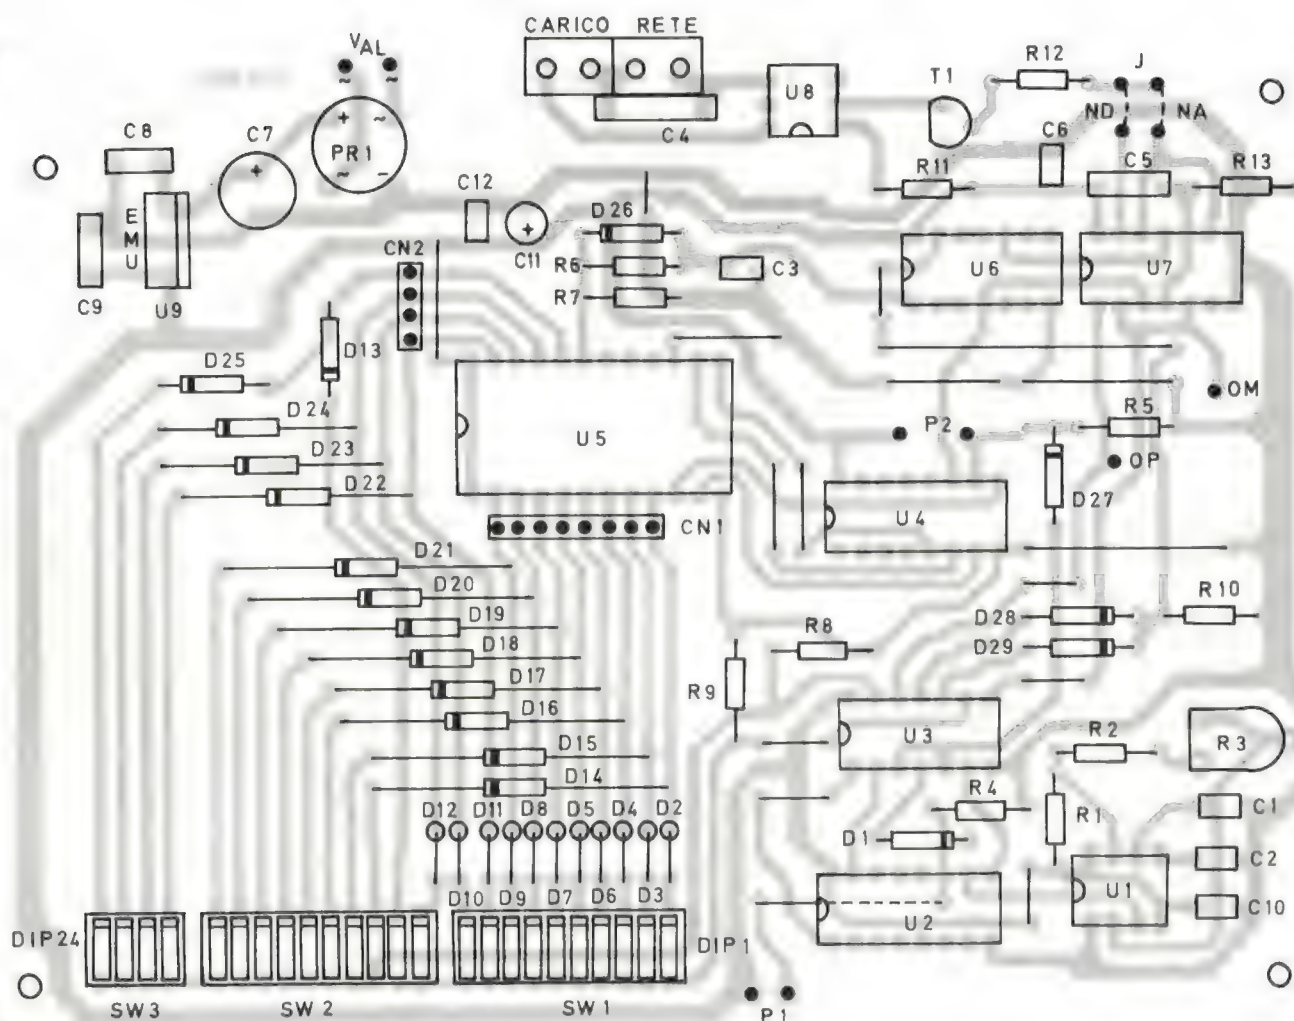 CARICO RETE
VAL
~ ~
R12
J
T1
U8
ND NA
C8
C7
+
+ ~
PR1
~ -
C4
C6
C5
R11
R13
C12
EMU
D26
+
C11
CN2
R6
C3
U6
U7
R7
C9
U9
D13
D25
OM
D24
R5
P2
U5
D23
OP
D22
D27
U4
CN1
D21
D20
R10
D19
D28
R8
D18
D29
D17
R9
D16
U3
R2
R3
D15
D14
R4
D12 D11 D8 D5 D4 D2
R1
C1
D1
C2
D10 D9 D7 D6 D3
U1
C10
U2
DIP24
DIP1
SW3 SW2 SW1
P1